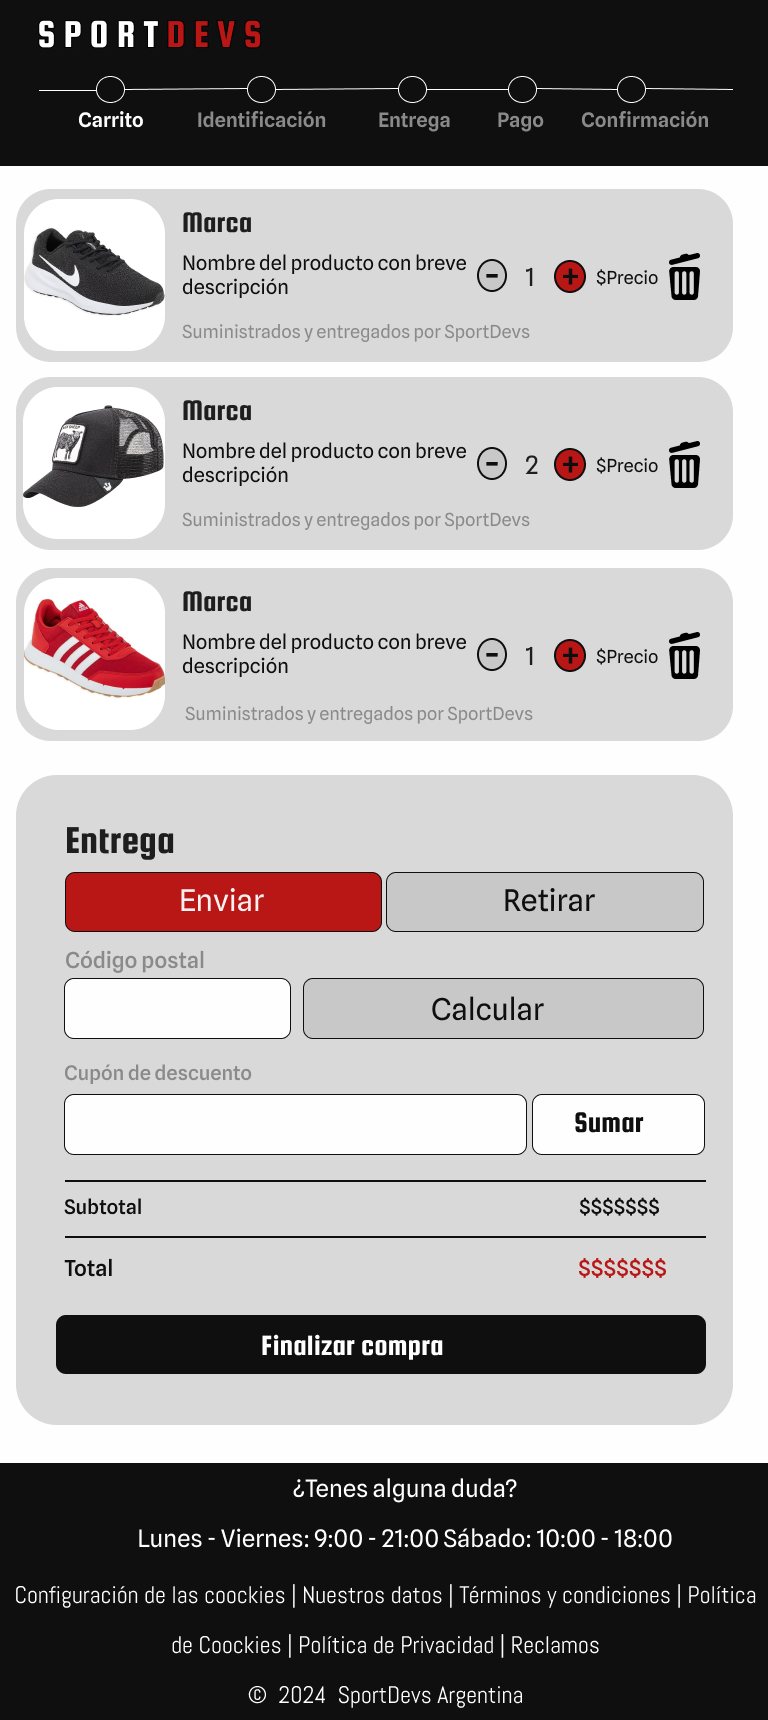 SPORTDEVS
Carrito Identificación Entrega Pago Confirmación
Marca
Nombre del producto con breve
descripción
- 1 + $Precio
Suministrados y entregados por SportDevs
Marca
Nombre del producto con breve
descripción
- 2 + $Precio
Suministrados y entregados por SportDevs
Marca
Nombre del producto con breve
descripción
- 1 + $Precio
Suministrados y entregados por SportDevs
Entrega
Enviar Retirar
Código postal
Calcular
Cupón de descuento
Sumar
Subtotal $$$$$$$
Total $$$$$$$
Finalizar compra
¿Tenes alguna duda?
Lunes - Viernes: 9:00 - 21:00 Sábado: 10:00 - 18:00
Configuración de las coockies | Nuestros datos | Términos y condiciones | Política
de Coockies | Política de Privacidad | Reclamos
© 2024 SportDevs Argentina